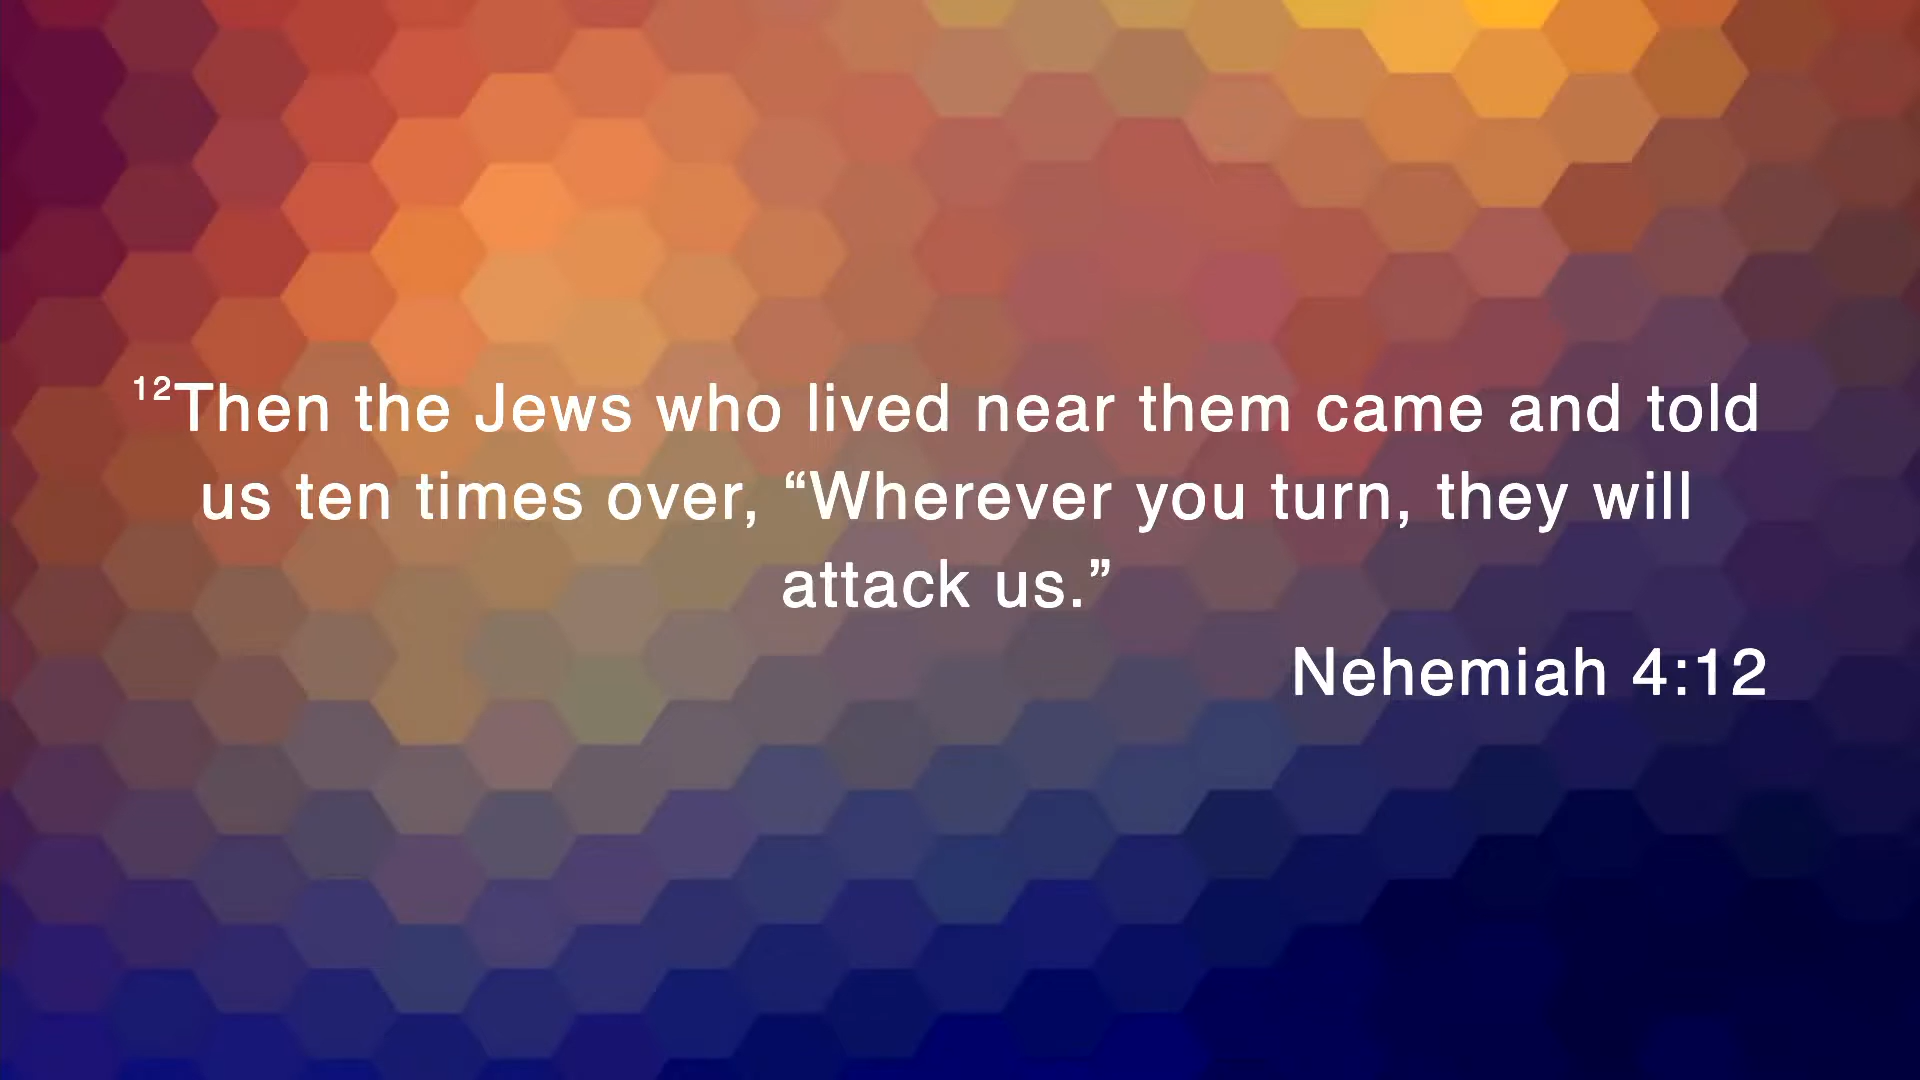 ¹²Then the Jews who lived near them came and told
us ten times over, “Wherever you turn, they will
attack us.”
Nehemiah 4:12